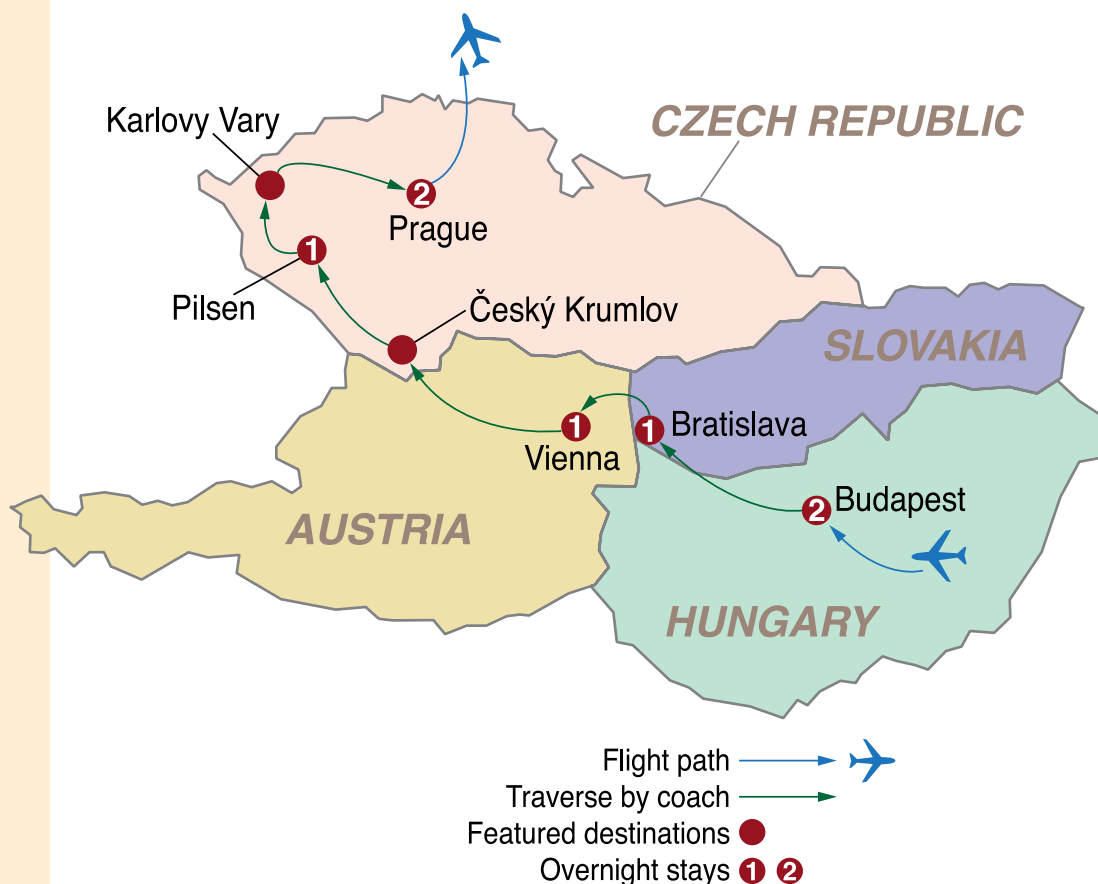 Karlovy Vary
CZECH REPUBLIC
2
Prague
1
Pilsen
Český Krumlov
SLOVAKIA
1
Vienna
1
Bratislava
2
Budapest
AUSTRIA
HUNGARY
Flight path
Traverse by coach
Featured destinations
Overnight stays 1 2